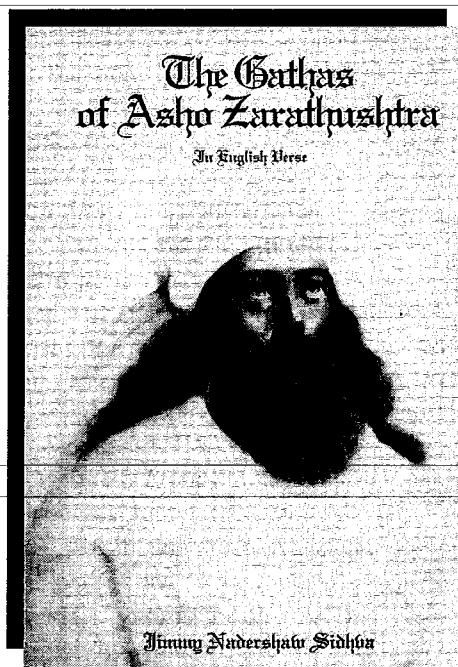 The Gathas
of Asho Zarathushtra
In English Verse
Jimmy Nadershaw Sidhva